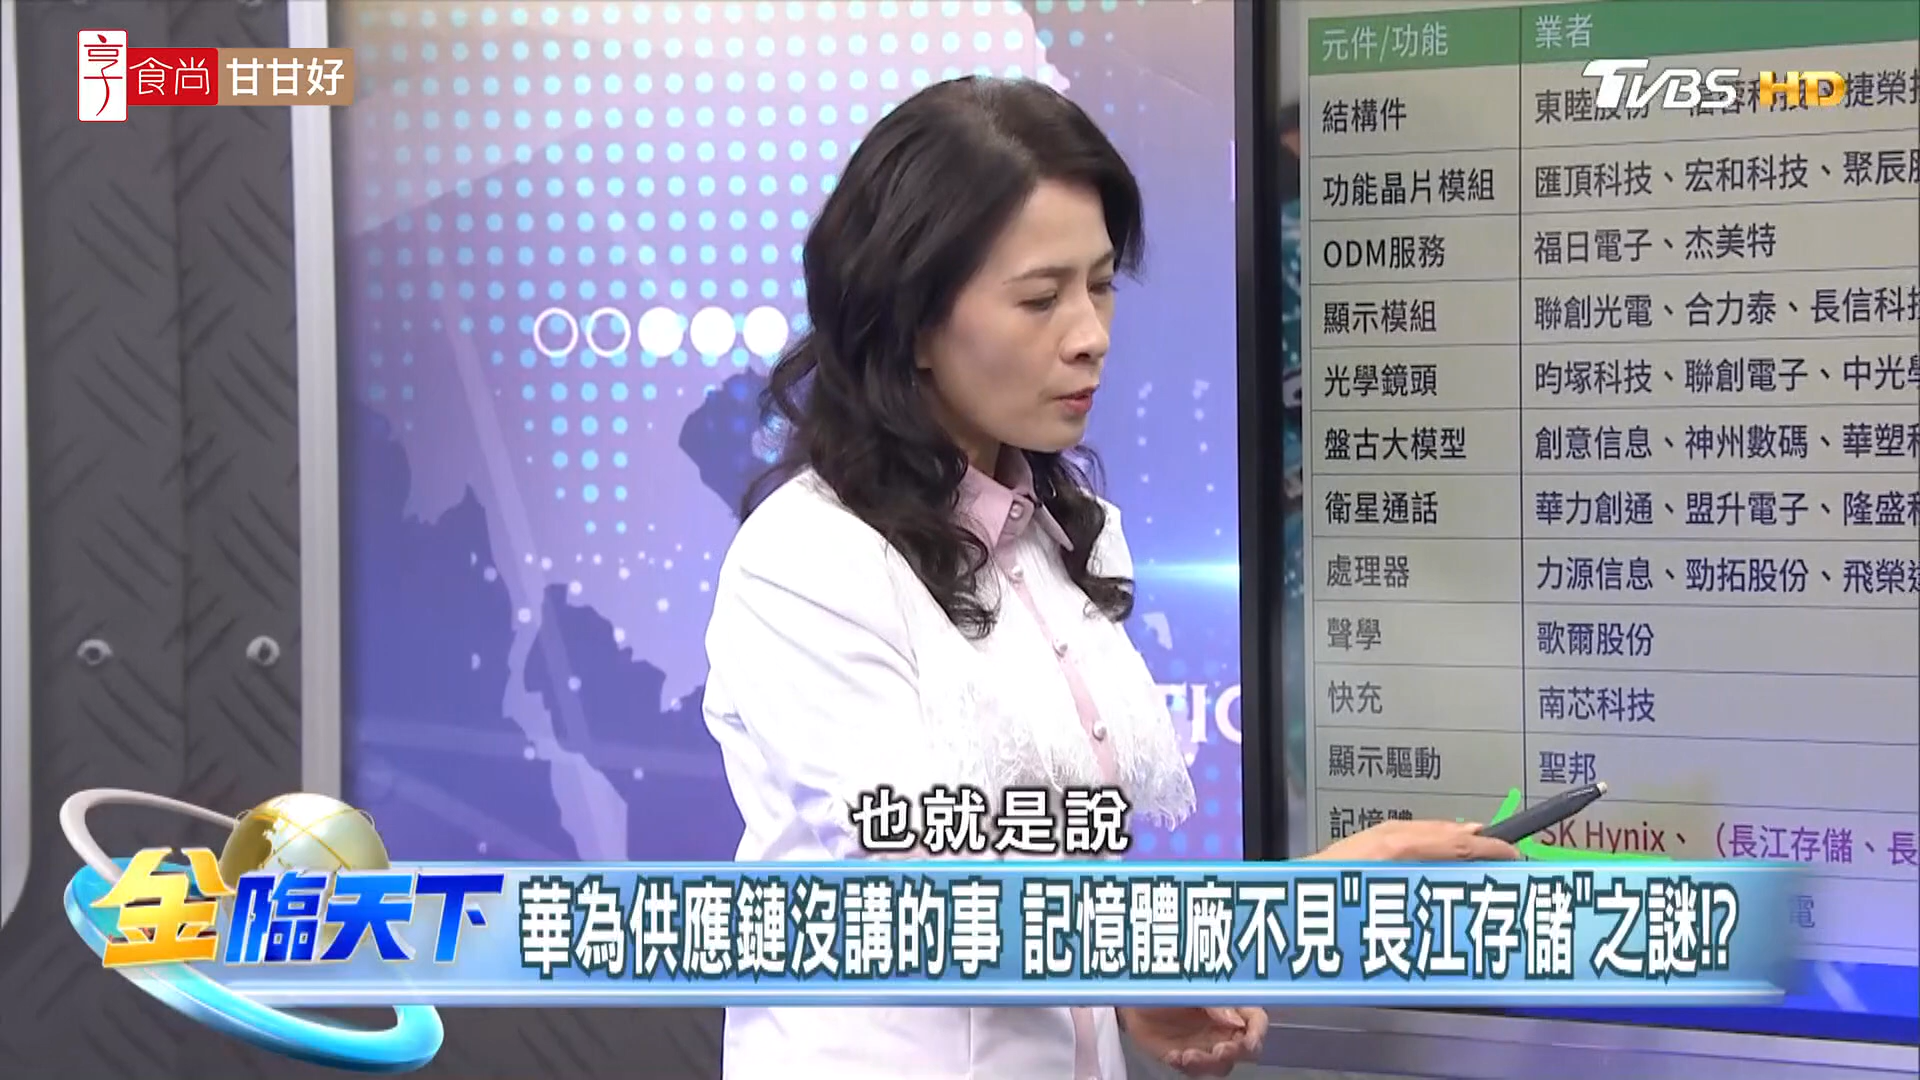 享食尚 甘甘好
TVBS HD
元件/功能 業者
結構件 東睦股份
功能晶片模組 匯頂科技、宏和科技、聚辰
ODM服務 福日電子、杰美特
顯示模組 聯創光電、合力泰、長信科技
光學鏡頭 昀塚科技、聯創電子、中光學
盤古大模型 創意信息、神州數碼、華塑科
衛星通話 華力創通、盟升電子、隆盛科
處理器 力源信息、勁拓股份、飛榮達
聲學 歌爾股份
快充 南芯科技
顯示驅動 聖邦
記憶體 SK Hynix、（長江存儲、長
電
也就是說
金臨天下
華為供應鏈沒講的事 記憶體廠不見"長江存儲"之謎!?